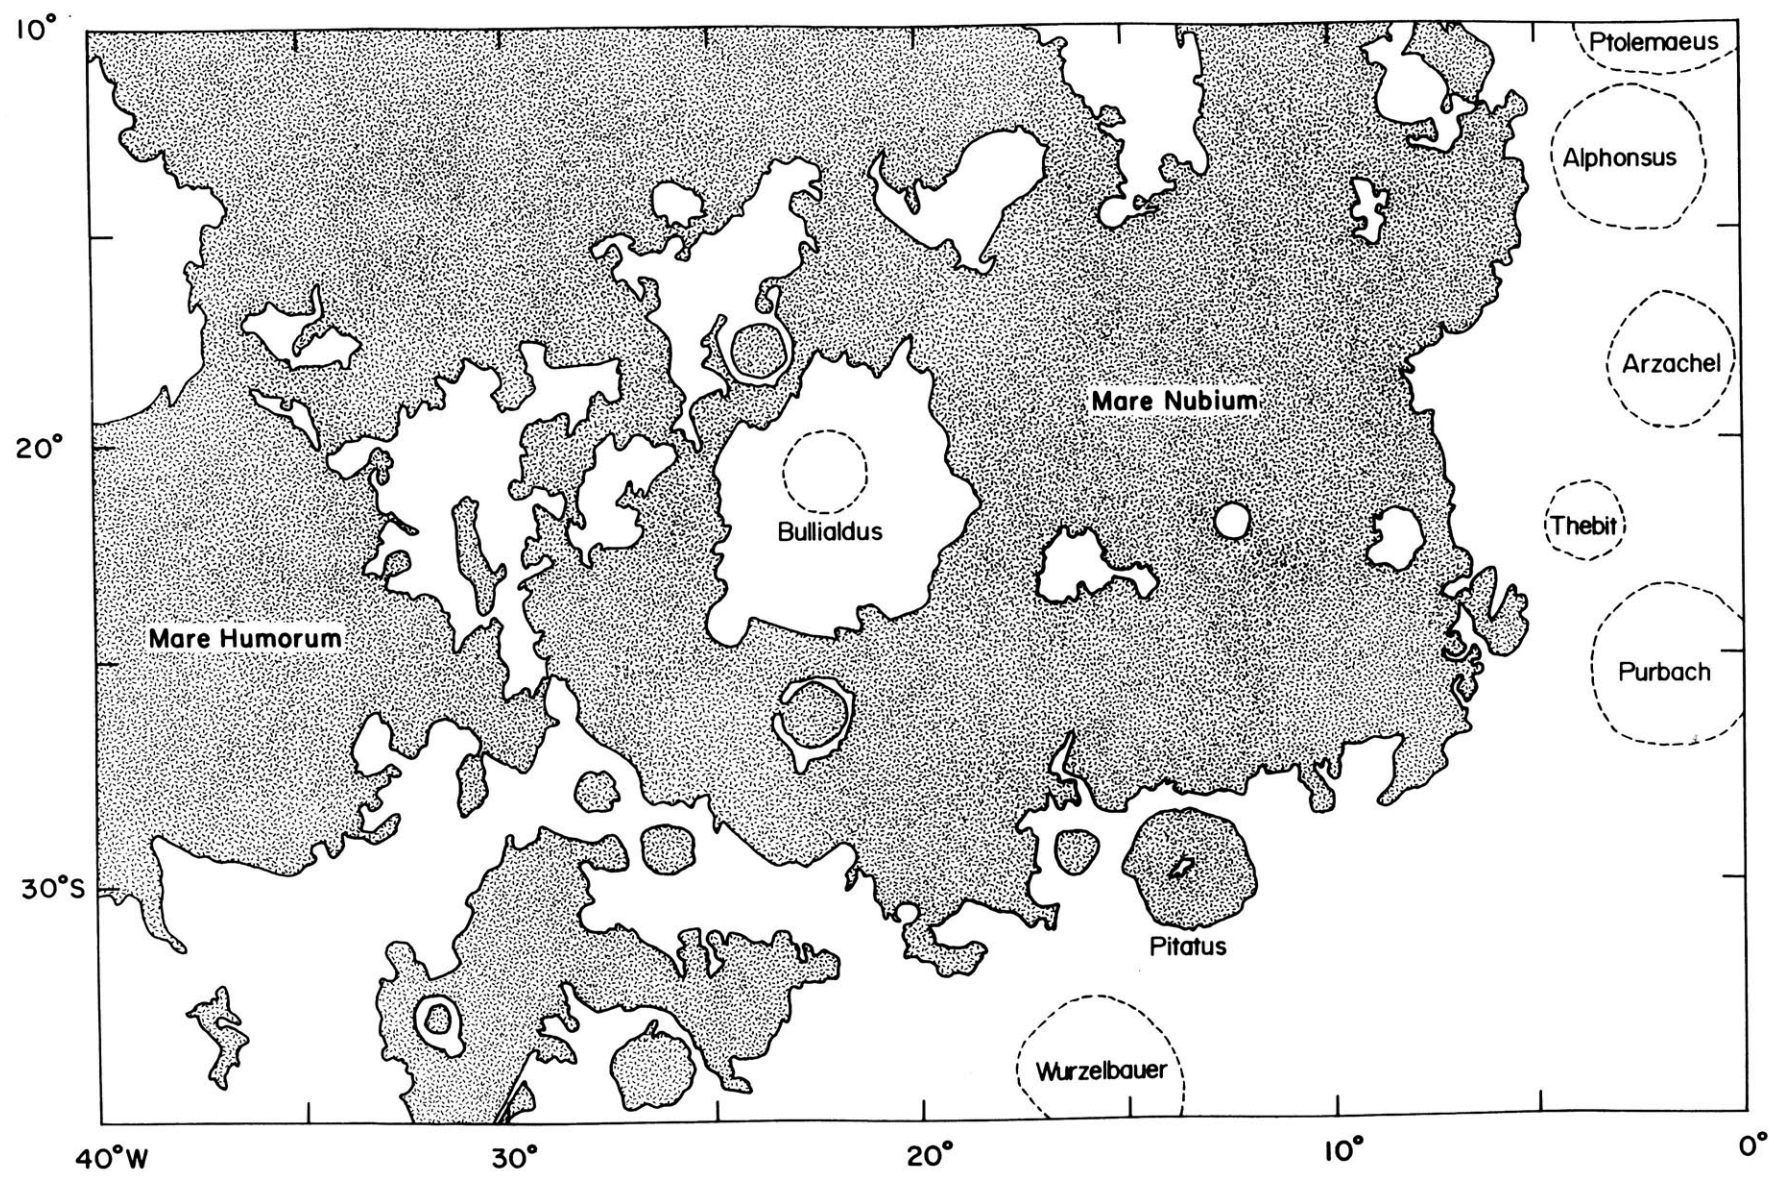 10°
Ptolemaeus
Alphonsus
Arzachel
Mare Nubium
20°
Thebit
Bullialdus
Mare Humorum
Purbach
30°S
Pitatus
Wurzelbauer
40°W
30°
20°
10°
0°